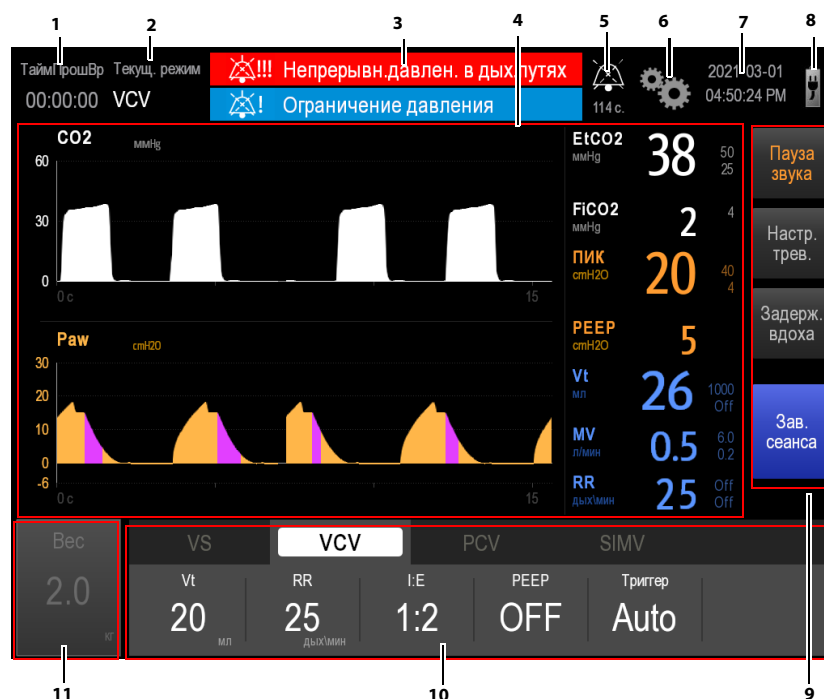 1 2 3 4 5 6 7 8
ТаймПрошВр Текущ. режим !!! Непрерывн.давлен. в дых.путях 2021-03-01
00:00:00 VCV ! Ограничение давления 114 с. 04:50:24 PM
CO2 ммHg
60
30
0
0 с 15
Paw cmH2O
30
20
10
0
-6
0 с 15
EtCO2 38 50
ммHg 25
FiCO2 2 4
ммHg
ПИК 20 40
cmH2O 4
PEEP 5
cmH2O
Vt 26 1000
мл Off
MV 0.5 6.0
л/мин 0.2
RR 25 Off
дых\мин Off
Пауза
звука
Настр.
трев.
Задерж.
вдоха
Зав.
сеанса
Вес
2.0
кг
VS VCV PCV SIMV
Vt RR I:E PEEP Триггер
20 25 1:2 OFF Auto
мл дых\мин
11 10 9